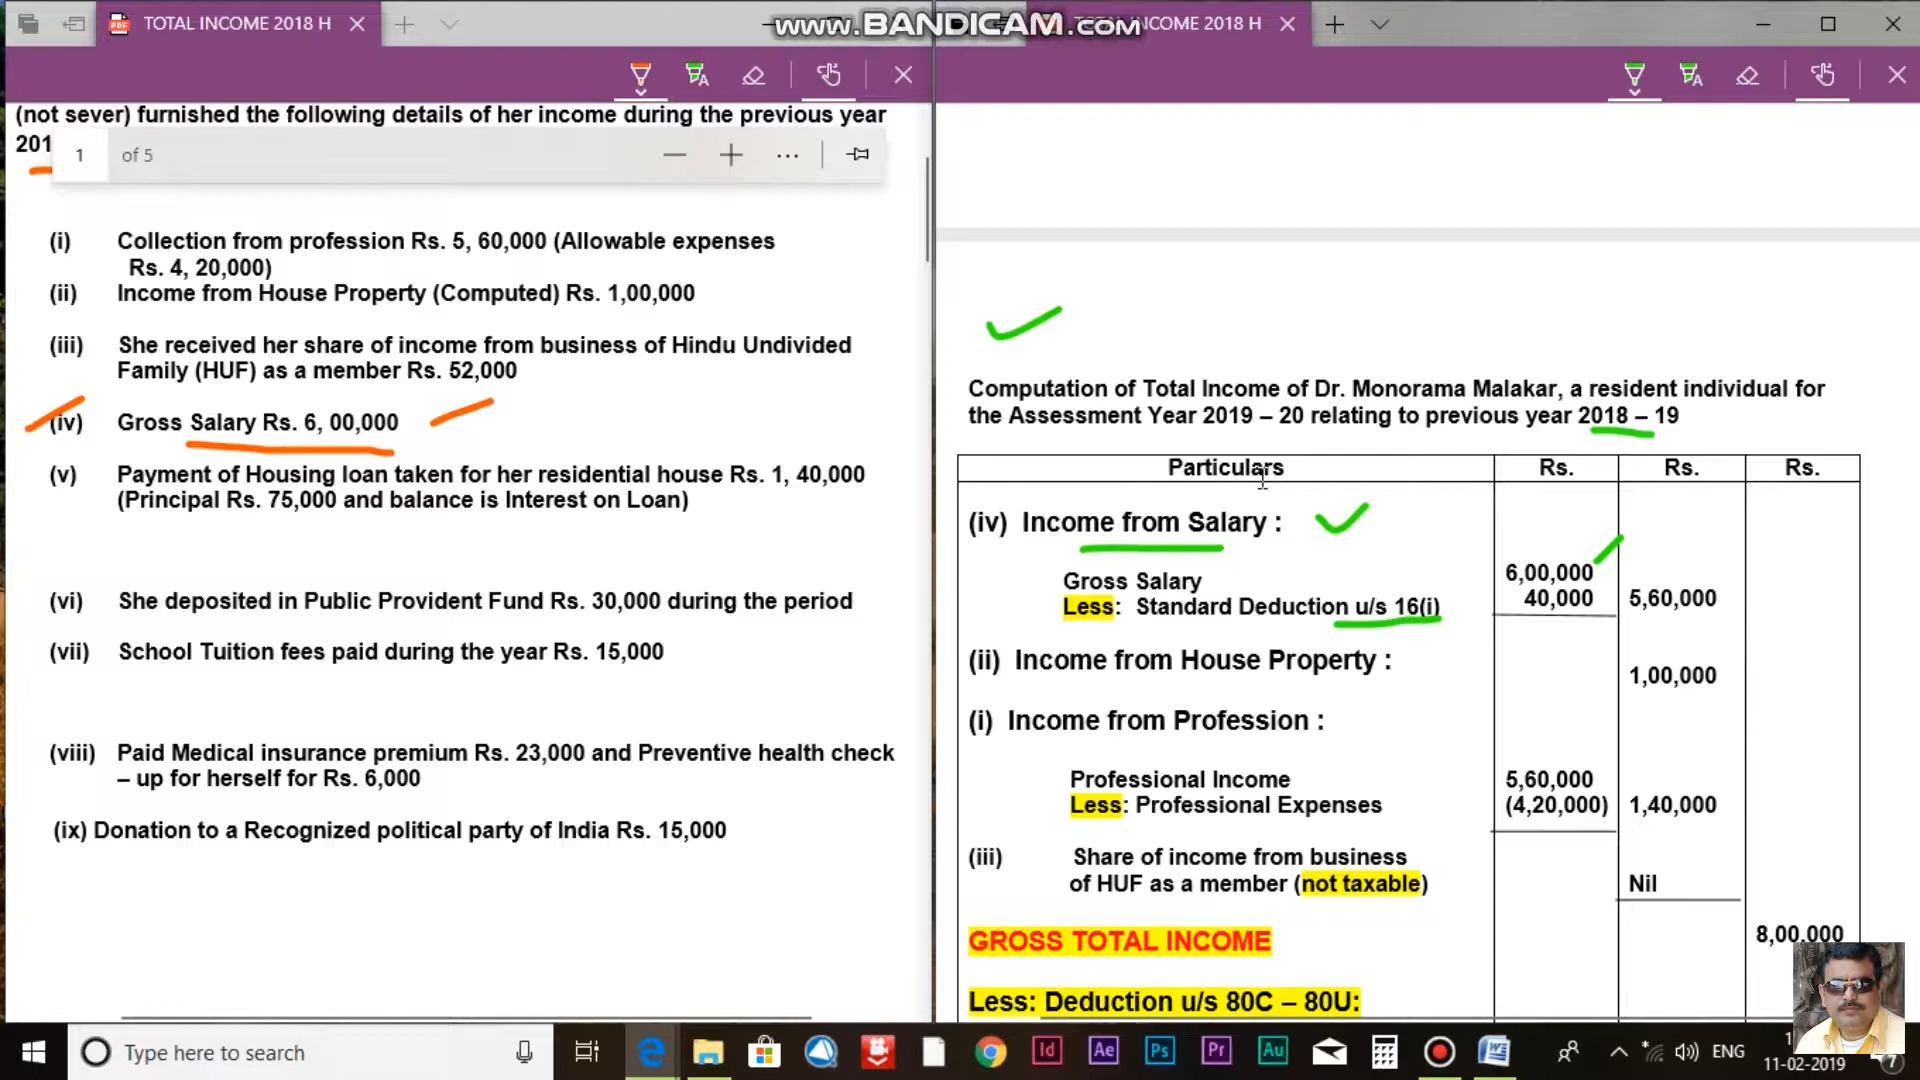 TOTAL INCOME 2018 H
www.BANDICAM.com
TOTAL INCOME 2018 H
(not sever) furnished the following details of her income during the previous year
201
1 of 5
(i) Collection from profession Rs. 5, 60,000 (Allowable expenses
Rs. 4, 20,000)
(ii) Income from House Property (Computed) Rs. 1,00,000
(iii) She received her share of income from business of Hindu Undivided
Family (HUF) as a member Rs. 52,000
(iv) Gross Salary Rs. 6, 00,000
(v) Payment of Housing loan taken for her residential house Rs. 1, 40,000
(Principal Rs. 75,000 and balance is Interest on Loan)
(vi) She deposited in Public Provident Fund Rs. 30,000 during the period
(vii) School Tuition fees paid during the year Rs. 15,000
(viii) Paid Medical insurance premium Rs. 23,000 and Preventive health check
– up for herself for Rs. 6,000
(ix) Donation to a Recognized political party of India Rs. 15,000
Computation of Total Income of Dr. Monorama Malakar, a resident individual for
the Assessment Year 2019 – 20 relating to previous year 2018 – 19
Particulars Rs. Rs. Rs.
(iv) Income from Salary :
Gross Salary 6,00,000
Less: Standard Deduction u/s 16(i) 40,000 5,60,000
(ii) Income from House Property : 1,00,000
(i) Income from Profession :
Professional Income 5,60,000
Less: Professional Expenses (4,20,000) 1,40,000
(iii) Share of income from business
of HUF as a member (not taxable) Nil
GROSS TOTAL INCOME 8,00,000
Less: Deduction u/s 80C – 80U:
Type here to search
Id
Ae
Ps
Pr
Au
ENG
11-02-2019
7